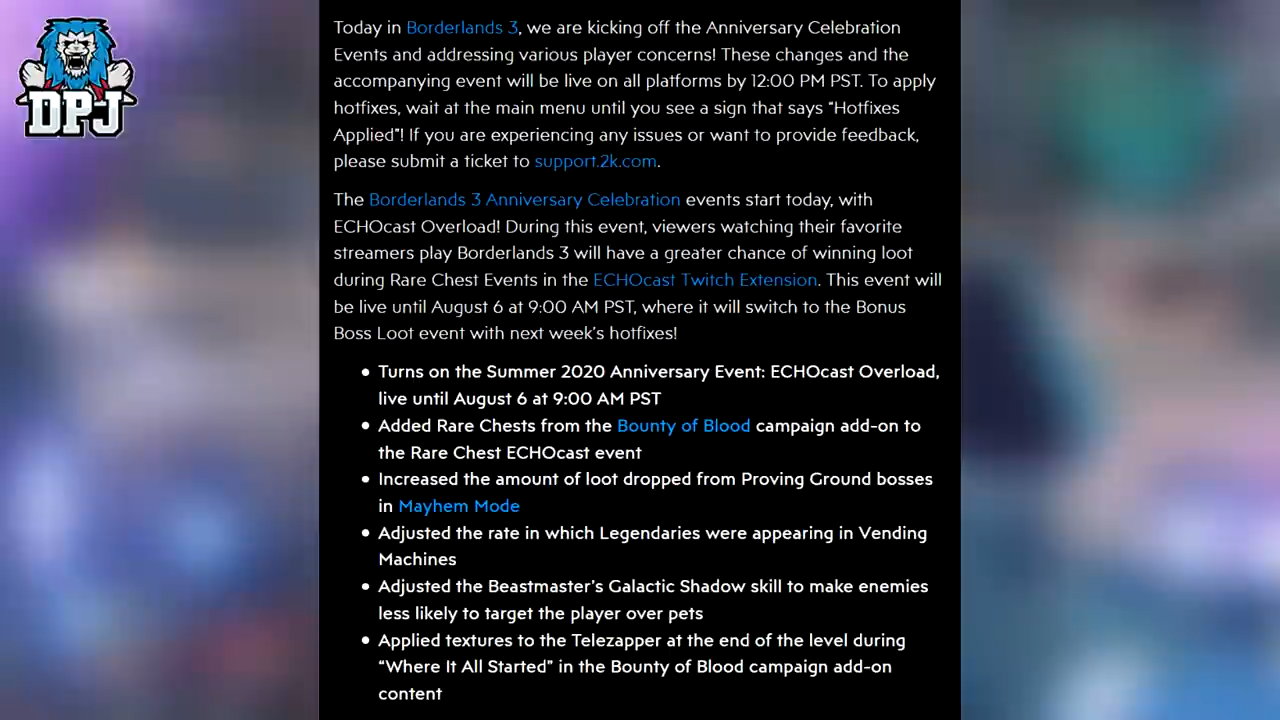 DPJ
Today in Borderlands 3, we are kicking off the Anniversary Celebration
Events and addressing various player concerns! These changes and the
accompanying event will be live on all platforms by 12:00 PM PST. To apply
hotfixes, wait at the main menu until you see a sign that says “Hotfixes
Applied”! If you are experiencing any issues or want to provide feedback,
please submit a ticket to support.2k.com.
The Borderlands 3 Anniversary Celebration events start today, with
ECHOcast Overload! During this event, viewers watching their favorite
streamers play Borderlands 3 will have a greater chance of winning loot
during Rare Chest Events in the ECHOcast Twitch Extension. This event will
be live until August 6 at 9:00 AM PST, where it will switch to the Bonus
Boss Loot event with next week’s hotfixes!
• Turns on the Summer 2020 Anniversary Event: ECHOcast Overload,
live until August 6 at 9:00 AM PST
• Added Rare Chests from the Bounty of Blood campaign add-on to
the Rare Chest ECHOcast event
• Increased the amount of loot dropped from Proving Ground bosses
in Mayhem Mode
• Adjusted the rate in which Legendaries were appearing in Vending
Machines
• Adjusted the Beastmaster’s Galactic Shadow skill to make enemies
less likely to target the player over pets
• Applied textures to the Telezapper at the end of the level during
“Where It All Started” in the Bounty of Blood campaign add-on
content